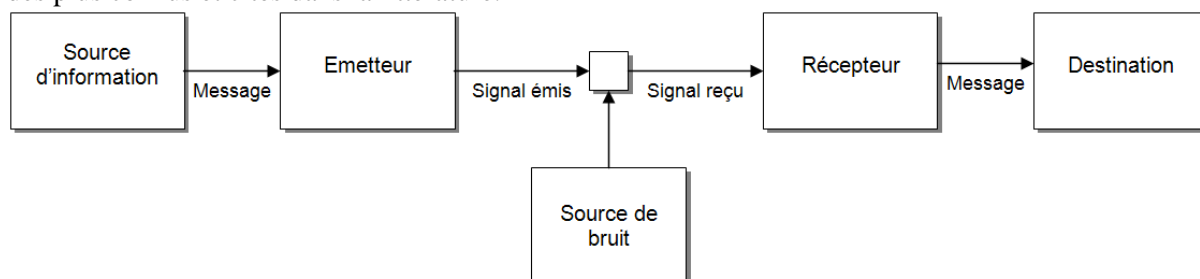 Source
d'information
Emetteur
Récepteur
Destination
Message
Signal émis
Signal reçu
Message
Source de
bruit